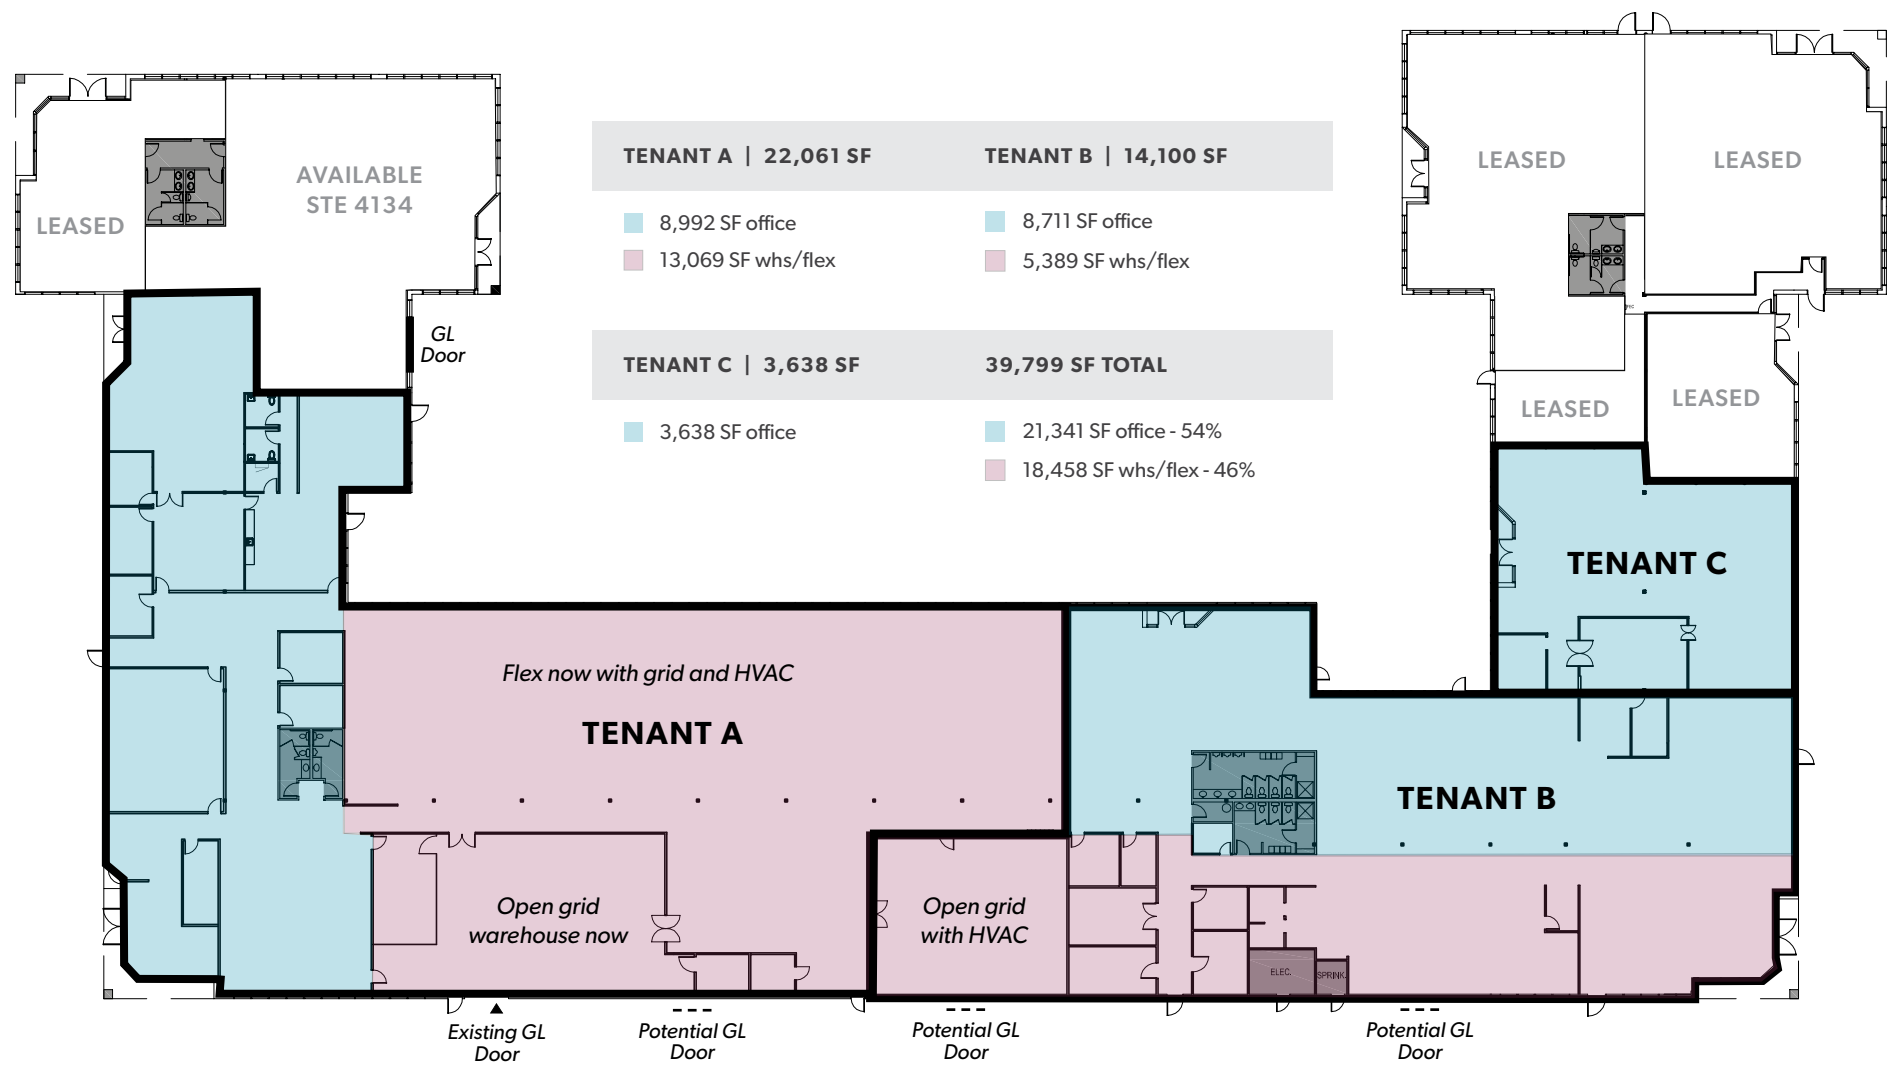 LEASED
AVAILABLE
STE 4134
GL
Door
TENANT A | 22,061 SF
8,992 SF office
13,069 SF whs/flex
TENANT B | 14,100 SF
8,711 SF office
5,389 SF whs/flex
TENANT C | 3,638 SF
3,638 SF office
39,799 SF TOTAL
21,341 SF office - 54%
18,458 SF whs/flex - 46%
LEASED
LEASED
LEASED
LEASED
TENANT C
Flex now with grid and HVAC
TENANT A
TENANT B
Open grid
warehouse now
Open grid
with HVAC
ELEC.
SPRINK.
Existing GL
Door
Potential GL
Door
Potential GL
Door
Potential GL
Door